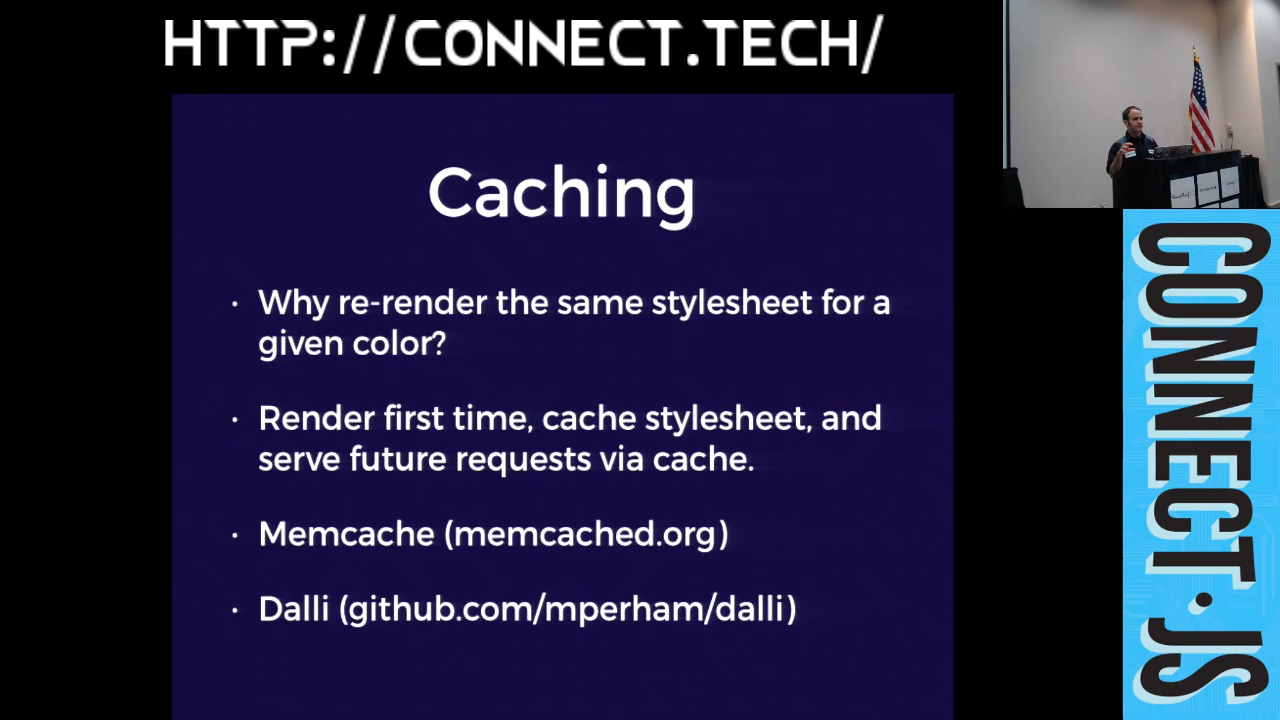 HTTP://CONNECT.TECH/
Caching
· Why re-render the same stylesheet for a
given color?
· Render first time, cache stylesheet, and
serve future requests via cache.
· Memcache (memcached.org)
· Dalli (github.com/mperham/dalli)
CONNECT.JS